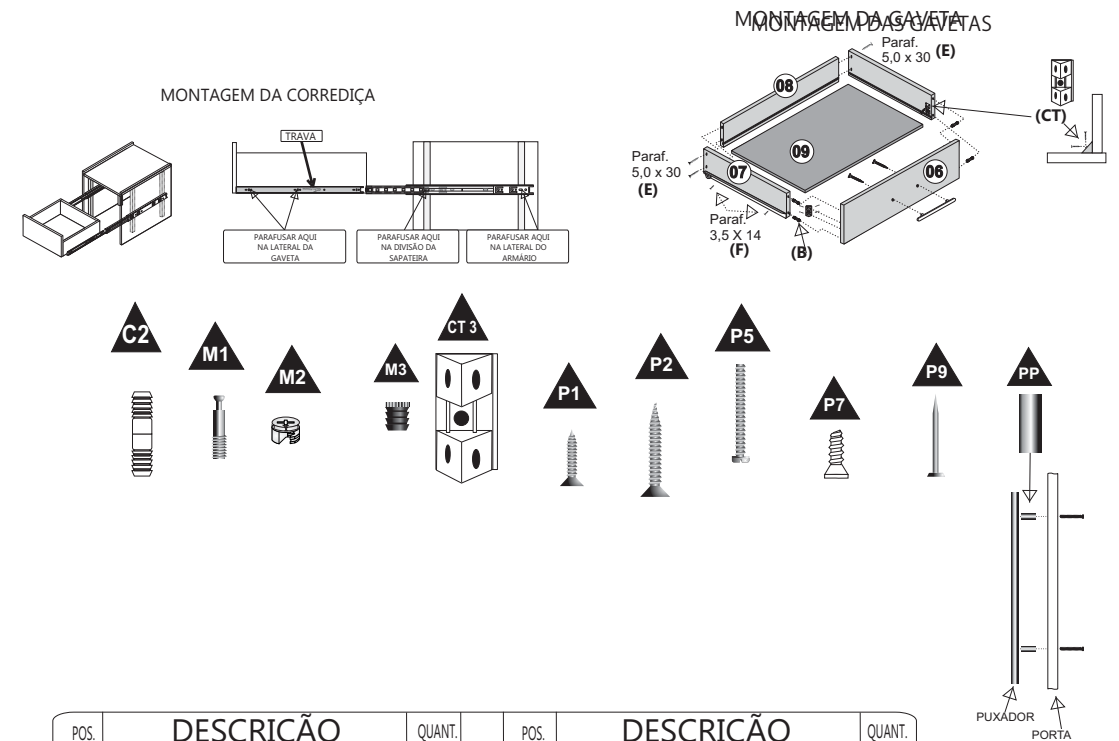 MONTAGEM DA GAVETA
MONTAGEM DAS GAVETAS
Paraf.
5,0 x 30 (E)
08
MONTAGEM DA CORREDIÇA
(CT)
TRAVA
09
Paraf.
5,0 x 30
(E)
07
06
Paraf.
3,5 X 14
(F)
(B)
PARAFUSAR AQUI
NA LATERAL DA
GAVETA
PARAFUSAR AQUI
NA DIVISÃO DA
SAPATEIRA
PARAFUSAR AQUI
NA LATERAL DO
ARMÁRIO
C2
M1
M2
M3
CT 3
P1
P2
P5
P7
P9
PP
PUXADOR
PORTA
POS. DESCRIÇÃO QUANT. POS. DESCRIÇÃO QUANT.